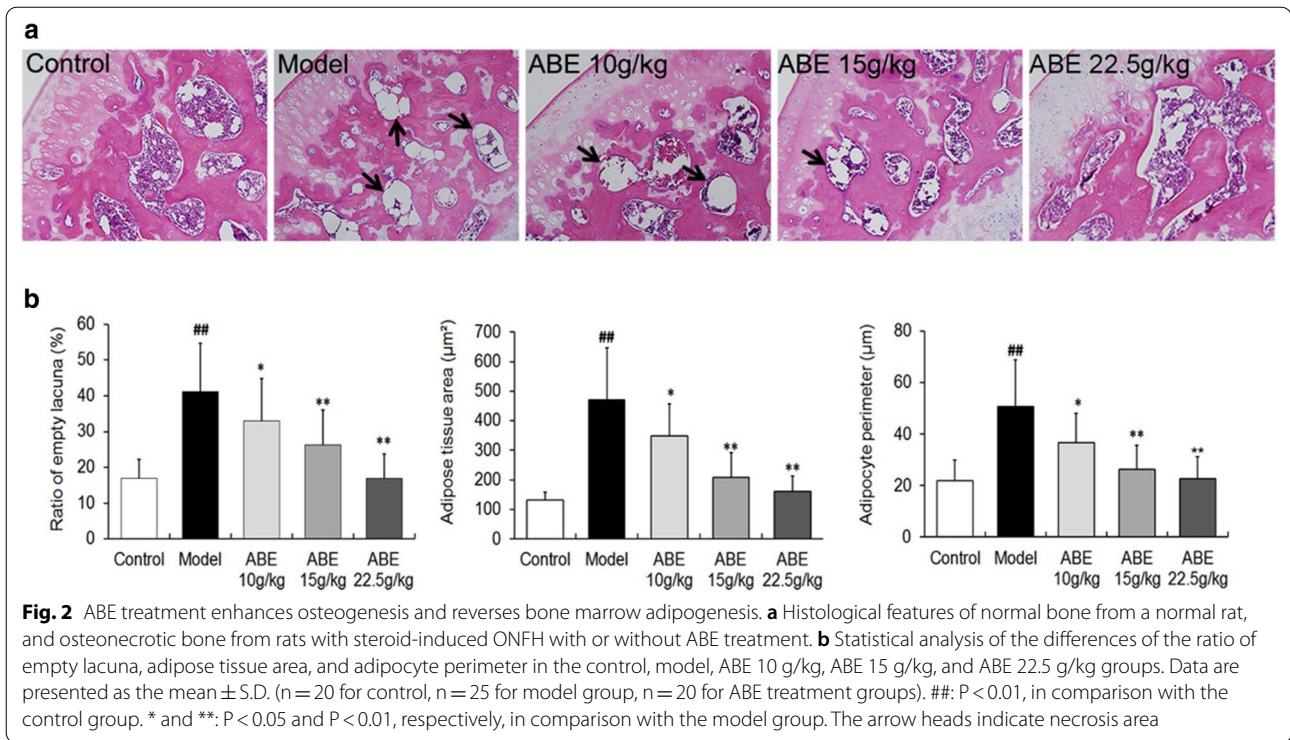 a
Control Model ABE 10g/kg ABE 15g/kg ABE 22.5g/kg
b
Ratio of empty lacuna (%)
60
50
40
30
20
10
0
##
*
**
**
Control Model ABE ABE ABE
10g/kg 15g/kg 22.5g/kg
Adipose tissue area (µm²)
700
600
500
400
300
200
100
0
##
*
**
**
Control Model ABE ABE ABE
10g/kg 15g/kg 22.5g/kg
Adipocyte perimeter (µm)
80
60
40
20
0
##
*
**
**
Control Model ABE ABE ABE
10g/kg 15g/kg 22.5g/kg
Fig. 2 ABE treatment enhances osteogenesis and reverses bone marrow adipogenesis. a Histological features of normal bone from a normal rat,
and osteonecrotic bone from rats with steroid-induced ONFH with or without ABE treatment. b Statistical analysis of the differences of the ratio of
empty lacuna, adipose tissue area, and adipocyte perimeter in the control, model, ABE 10 g/kg, ABE 15 g/kg, and ABE 22.5 g/kg groups. Data are
presented as the mean ± S.D. (n = 20 for control, n = 25 for model group, n = 20 for ABE treatment groups). ##: P < 0.01, in comparison with the
control group. * and **: P < 0.05 and P < 0.01, respectively, in comparison with the model group. The arrow heads indicate necrosis area